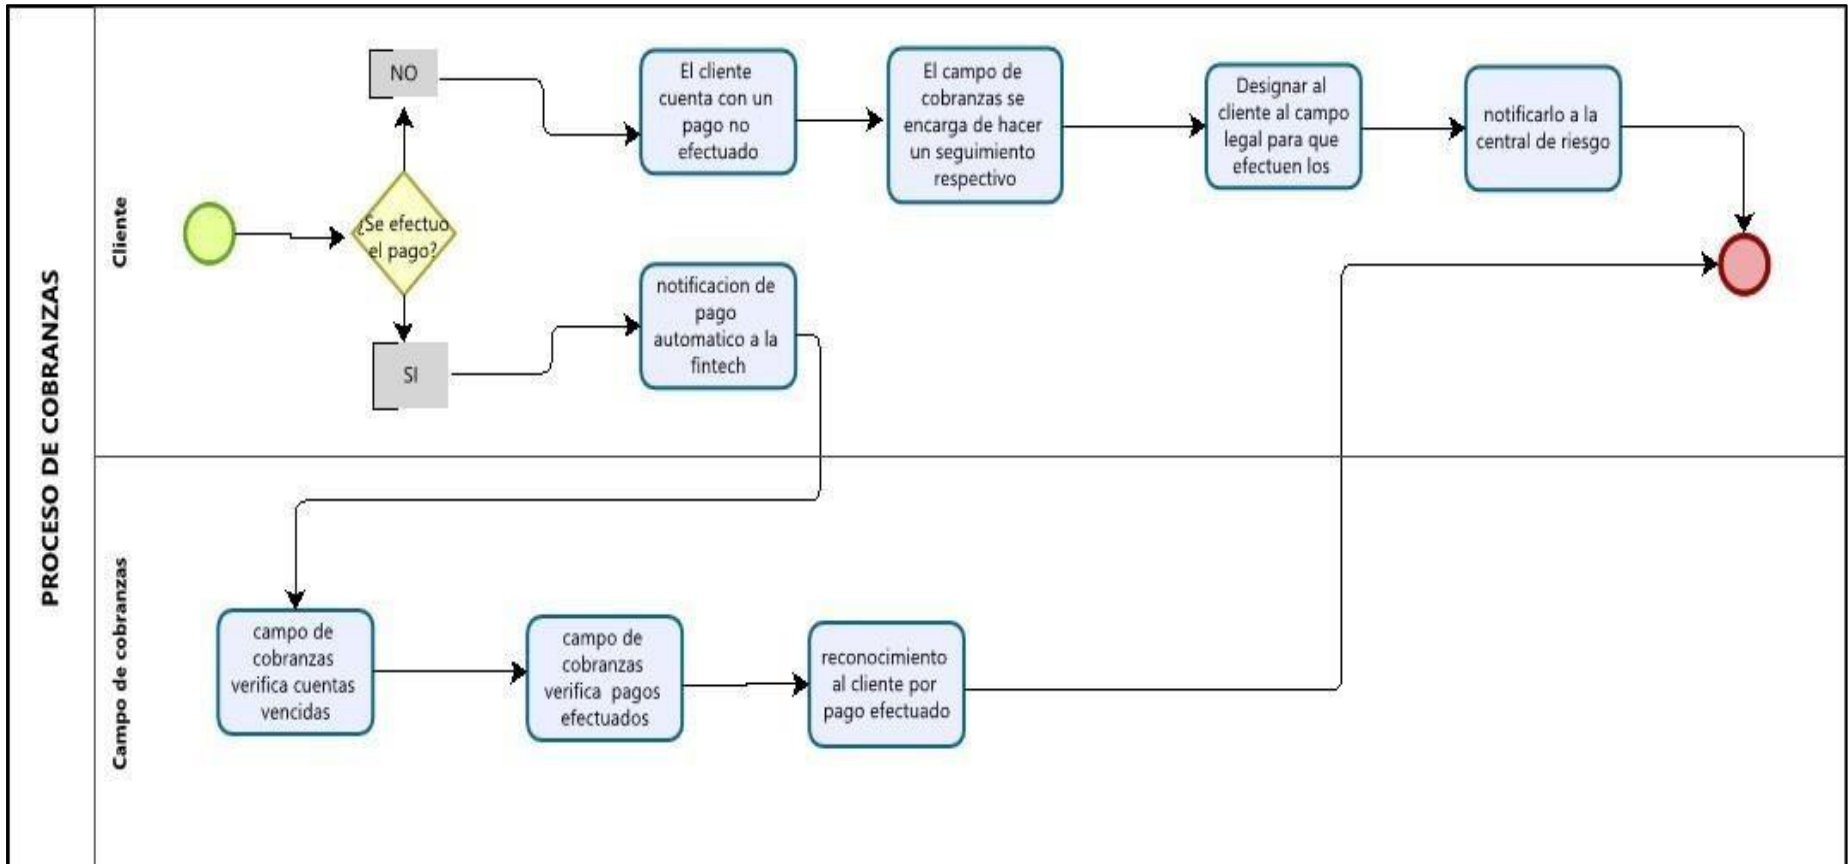 PROCESO DE COBRANZAS
Cliente
NO
El cliente
cuenta con un
pago no
efectuado
El campo de
cobranzas se
encarga de hacer
un seguimiento
respectivo
Designar al
cliente al campo
legal para que
efectuen los
notificarlo a la
central de riesgo
¿Se efectuo
el pago?
SI
notificacion de
pago
automatico a la
fintech
Campo de cobranzas
campo de
cobranzas
verifica cuentas
vencidas
campo de
cobranzas
verifica pagos
efectuados
reconocimiento
al cliente por
pago efectuado